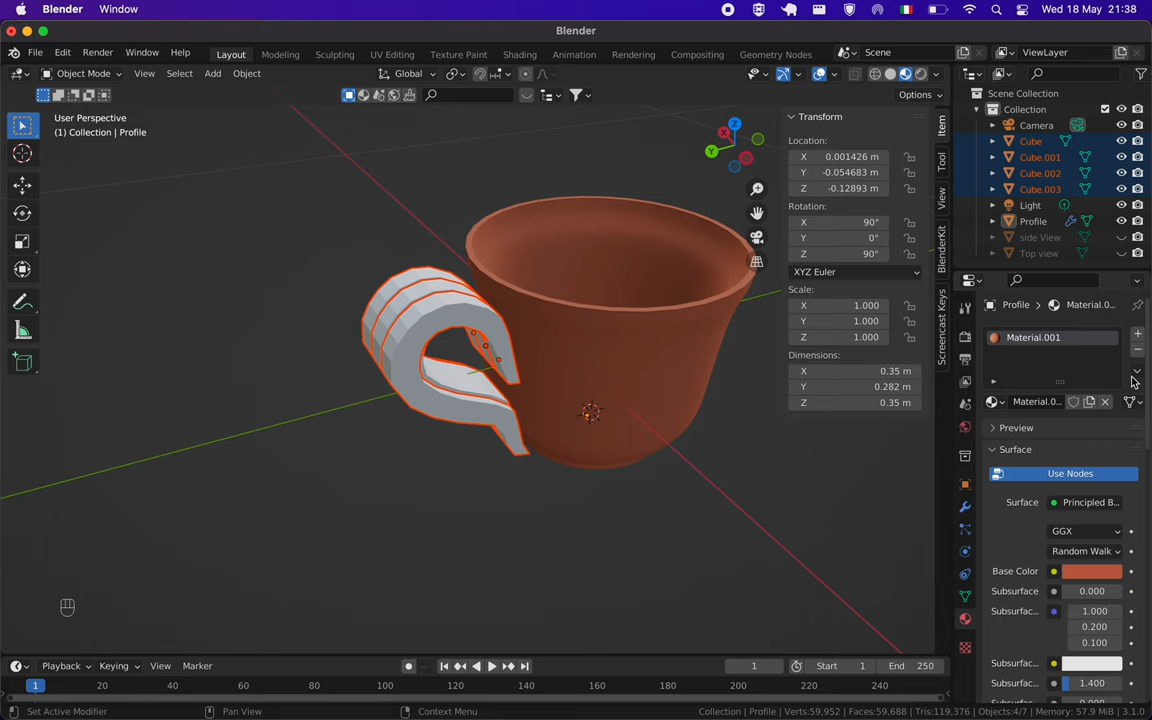 Blender Window Wed 18 May 21:38
Blender
File Edit Render Window Help Layout Modeling Sculpting UV Editing Texture Paint Shading Animation Rendering Compositing Geometry Nodes Scene ViewLayer
Object Mode View Select Add Object Global
Options
User Perspective
(1) Collection | Profile
Transform
Location:
X 0.001426 m
Y -0.054683 m
Z -0.12893 m
Rotation:
X 90°
Y 0°
Z 90°
XYZ Euler
Scale:
X 1.000
Y 1.000
Z 1.000
Dimensions:
X 0.35 m
Y 0.282 m
Z 0.35 m
Item
Tool
View
BlenderKit
Screencast Keys
X
Y
Z
Scene Collection
Collection
Camera
Cube
Cube.001
Cube.002
Cube.003
Light
Profile
side View
Top view
Profile Material.0...
Material.001
Material.0...
Preview
Surface
Use Nodes
Surface Principled B...
GGX
Random Walk
Base Color
Subsurface 0.000
Subsurfac... 1.000
0.200
0.100
Subsurfac...
Subsurfac... 1.400
Playback Keying View Marker 1 Start 1 End 250
1 20 40 60 80 100 120 140 160 180 200 220 240
Set Active Modifier Pan View Context Menu Collection | Profile | Verts:59,952 | Faces:59,688 | Tris:119,376 | Objects:4/7 | Memory: 57.9 MiB | 3.1.0